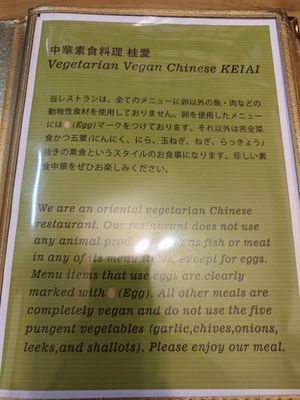 中華素食料理 桂愛
Vegetarian Vegan Chinese KEIAI
当レストランは、全てのメニューに卵以外の魚・肉などの
動物性食材を使用しておりません。卵を使用したメニュー
には(Egg)マークをつけております。それ以外は完全菜
食かつ五葷(にんにく、にら、玉ねぎ、ねぎ、らっきょう)
抜きの素食というスタイルのお食事になります。珍しい素
食中華をぜひお楽しみください。
We are an oriental vegetarian Chinese
restaurant. Our restaurant does not use
any animal prod as fish or meat
in any of its menu items, except for eggs.
Menu items that use eggs are clearly
marked with (Egg). All other meals are
completely vegan and do not use the five
pungent vegetables (garlic,chives,onions,
leeks,and shallots). Please enjoy our meal.